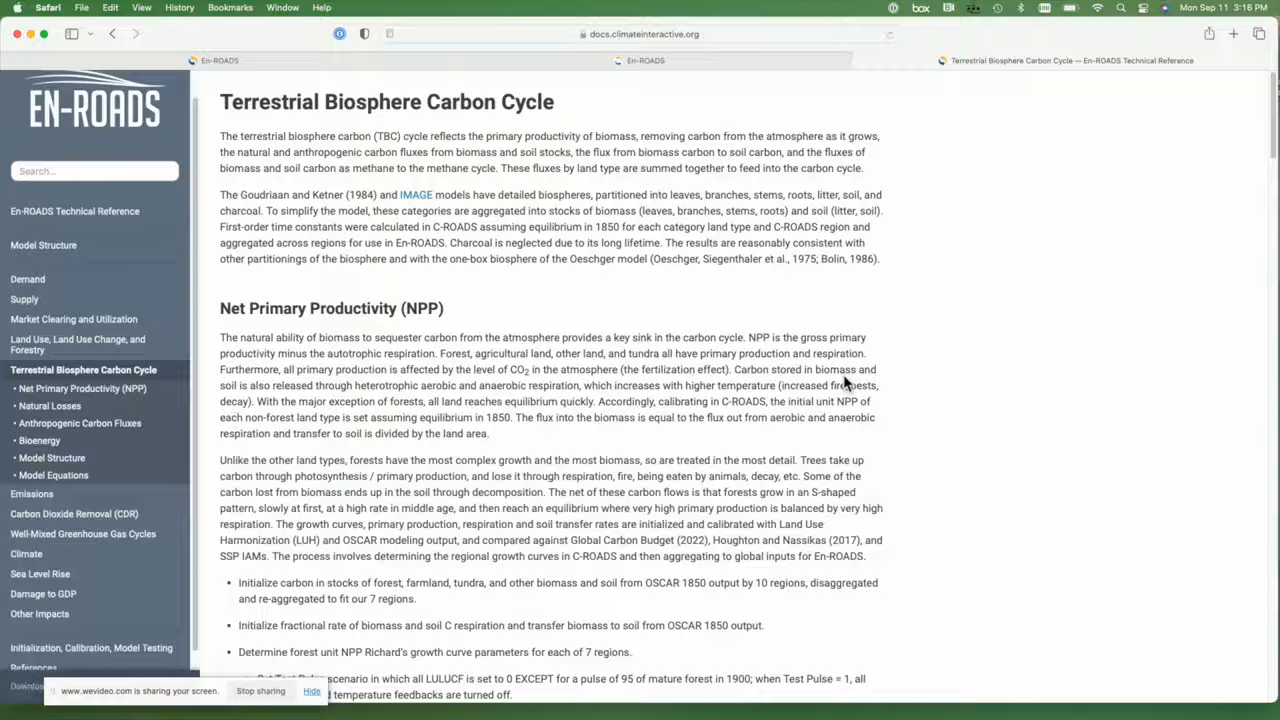 Safari File Edit View History Bookmarks Window Help
box
Mon Sep 11 3:16 PM
docs.climateinteractive.org
En-ROADS
En-ROADS
Terrestrial Biosphere Carbon Cycle — En-ROADS Technical Reference
EN-ROADS
Search...
En-ROADS Technical Reference
Model Structure
Demand
Supply
Market Clearing and Utilization
Land Use, Land Use Change, and
Forestry
Terrestrial Biosphere Carbon Cycle
• Net Primary Productivity (NPP)
• Natural Losses
• Anthropogenic Carbon Fluxes
• Bioenergy
• Model Structure
• Model Equations
Emissions
Carbon Dioxide Removal (CDR)
Well-Mixed Greenhouse Gas Cycles
Climate
Sea Level Rise
Damage to GDP
Other Impacts
Initialization, Calibration, Model Testing
References
Downlo
Terrestrial Biosphere Carbon Cycle
The terrestrial biosphere carbon (TBC) cycle reflects the primary productivity of biomass, removing carbon from the atmosphere as it grows,
the natural and anthropogenic carbon fluxes from biomass and soil stocks, the flux from biomass carbon to soil carbon, and the fluxes of
biomass and soil carbon as methane to the methane cycle. These fluxes by land type are summed together to feed into the carbon cycle.
The Goudriaan and Ketner (1984) and IMAGE models have detailed biospheres, partitioned into leaves, branches, stems, roots, litter, soil, and
charcoal. To simplify the model, these categories are aggregated into stocks of biomass (leaves, branches, stems, roots) and soil (litter, soil).
First-order time constants were calculated in C-ROADS assuming equilibrium in 1850 for each category land type and C-ROADS region and
aggregated across regions for use in En-ROADS. Charcoal is neglected due to its long lifetime. The results are reasonably consistent with
other partitionings of the biosphere and with the one-box biosphere of the Oeschger model (Oeschger, Siegenthaler et al., 1975; Bolin, 1986).
Net Primary Productivity (NPP)
The natural ability of biomass to sequester carbon from the atmosphere provides a key sink in the carbon cycle. NPP is the gross primary
productivity minus the autotrophic respiration. Forest, agricultural land, other land, and tundra all have primary production and respiration.
Furthermore, all primary production is affected by the level of CO2 in the atmosphere (the fertilization effect). Carbon stored in biomass and
soil is also released through heterotrophic aerobic and anaerobic respiration, which increases with higher temperature (increased fire, pests,
decay). With the major exception of forests, all land reaches equilibrium quickly. Accordingly, calibrating in C-ROADS, the initial unit NPP of
each non-forest land type is set assuming equilibrium in 1850. The flux into the biomass is equal to the flux out from aerobic and anaerobic
respiration and transfer to soil is divided by the land area.
Unlike the other land types, forests have the most complex growth and the most biomass, so are treated in the most detail. Trees take up
carbon through photosynthesis / primary production, and lose it through respiration, fire, being eaten by animals, decay, etc. Some of the
carbon lost from biomass ends up in the soil through decomposition. The net of these carbon flows is that forests grow in an S-shaped
pattern, slowly at first, at a high rate in middle age, and then reach an equilibrium where very high primary production is balanced by very high
respiration. The growth curves, primary production, respiration and soil transfer rates are initialized and calibrated with Land Use
Harmonization (LUH) and OSCAR modeling output, and compared against Global Carbon Budget (2022), Houghton and Nassikas (2017), and
SSP IAMs. The process involves determining the regional growth curves in C-ROADS and then aggregating to global inputs for En-ROADS.
• Initialize carbon in stocks of forest, farmland, tundra, and other biomass and soil from OSCAR 1850 output by 10 regions, disaggregated
and re-aggregated to fit our 7 regions.
• Initialize fractional rate of biomass and soil C respiration and transfer biomass to soil from OSCAR 1850 output.
• Determine forest unit NPP Richard's growth curve parameters for each of 7 regions.
Set Test Pulse scenario in which all LULUCF is set to 0 EXCEPT for a pulse of 95 of mature forest in 1900; when Test Pulse = 1, all
temperature feedbacks are turned off.
www.wevideo.com is sharing your screen.
Stop sharing
Hide